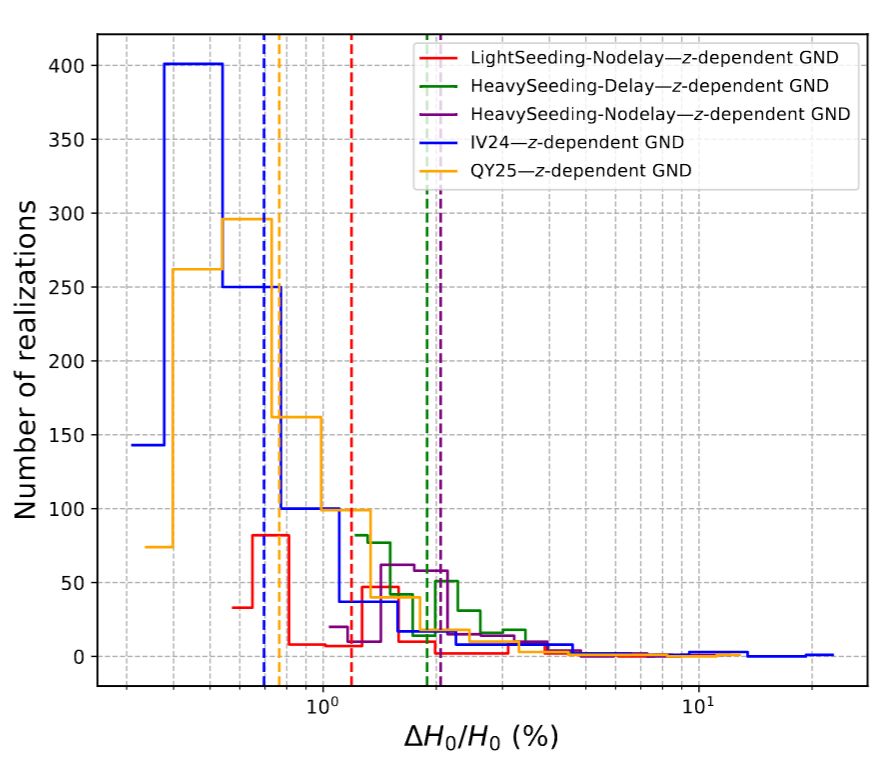 LightSeeding-Nodelay—z-dependent GND
HeavySeeding-Delay—z-dependent GND
HeavySeeding-Nodelay—z-dependent GND
IV24—z-dependent GND
QY25—z-dependent GND
Number of realizations
400
350
300
250
200
150
100
50
0
10⁰
10¹
ΔH₀/H₀ (%)